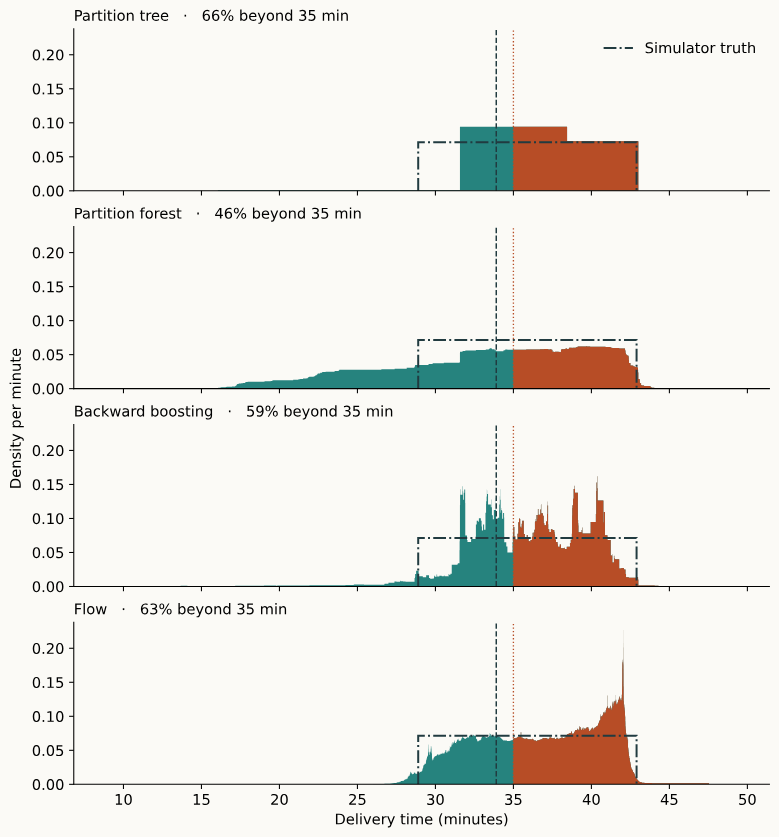 Partition tree · 66% beyond 35 min
Simulator truth
0.20
0.15
0.10
0.05
0.00
Partition forest · 46% beyond 35 min
0.20
0.15
0.10
0.05
0.00
Backward boosting · 59% beyond 35 min
0.20
0.15
0.10
0.05
0.00
Flow · 63% beyond 35 min
0.20
0.15
0.10
0.05
0.00
Density per minute
10 15 20 25 30 35 40 45 50
Delivery time (minutes)